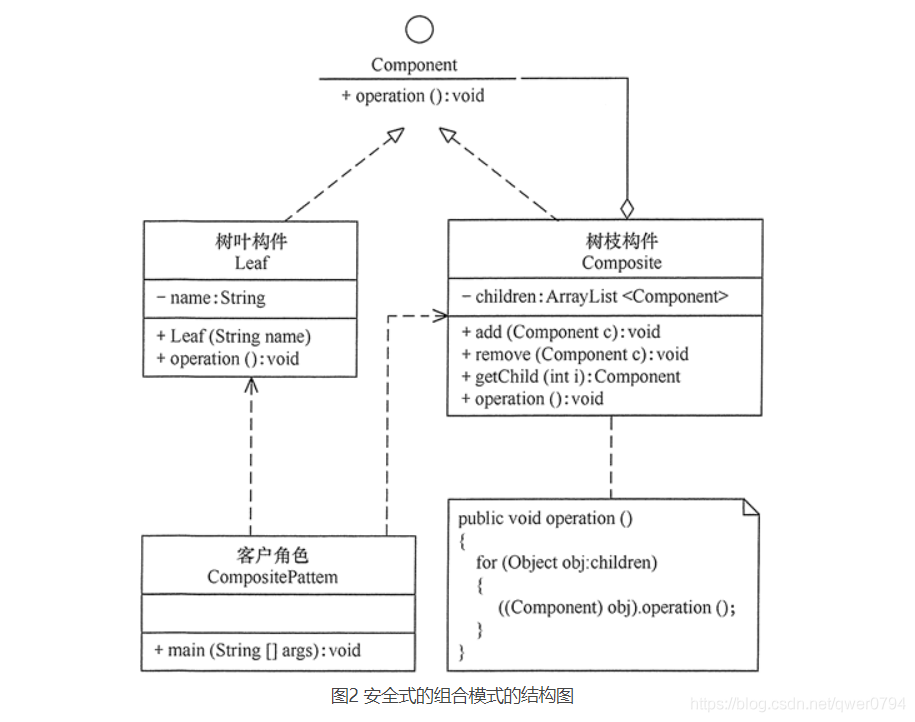 Component
+ operation ():void
树叶构件
Leaf
- name:String
+ Leaf (String name)
+ operation ():void
树枝构件
Composite
- children:ArrayList <Component>
+ add (Component c):void
+ remove (Component c):void
+ getChild (int i):Component
+ operation ():void
客户角色
CompositePattem
+ main (String [] args):void
public void operation ()
{
for (Object obj:children)
{
((Component) obj).operation ();
}
}
图2 安全式的组合模式的结构图
https://blog.csdn.net/qwer0794